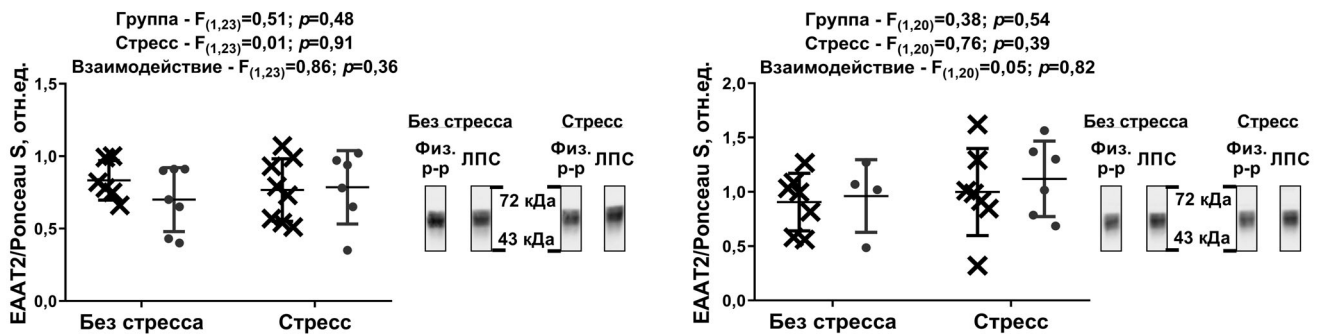 Группа - F(1,23)=0,51; p=0,48
Стресс - F(1,23)=0,01; p=0,91
Взаимодействие - F(1,23)=0,86; p=0,36
EAAT2/Ponceau S, отн.ед.
1,5
1,0
0,5
0,0
Без стресса
Стресс
Без стресса
Стресс
Физ.
р-р
ЛПС
Физ.
р-р
ЛПС
72 кДа
43 кДа
Группа - F(1,20)=0,38; p=0,54
Стресс - F(1,20)=0,76; p=0,39
Взаимодействие - F(1,20)=0,05; p=0,82
EAAT2/Ponceau S, отн.ед.
2,0
1,5
1,0
0,5
0,0
Без стресса
Стресс
Без стресса
Стресс
Физ.
р-р
ЛПС
Физ.
р-р
ЛПС
72 кДа
43 кДа